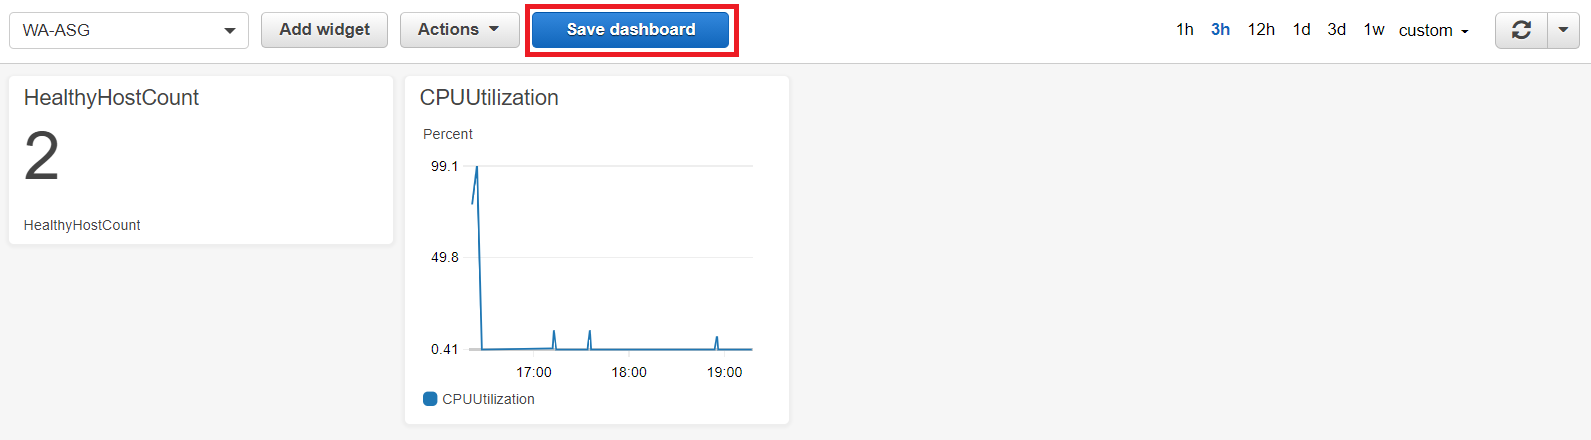 WA-ASG
Add widget
Actions
Save dashboard
1h 3h 12h 1d 3d 1w custom
HealthyHostCount
2
HealthyHostCount
CPUUtilization
Percent
99.1
49.8
0.41
17:00 18:00 19:00
CPUUtilization